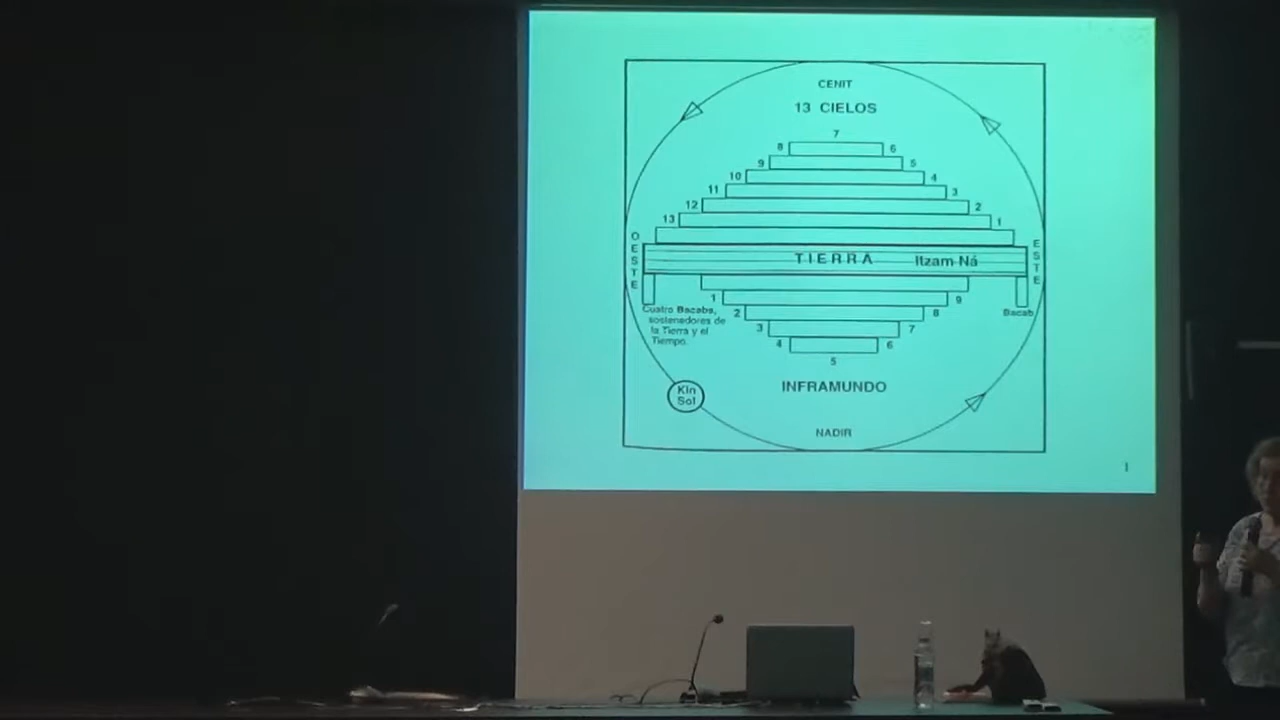 CENIT
13 CIELOS
7
8 6
9 5
10 4
11 3
12 2
13 1
OESTE
ESTE
TIERRA Itzam Ná
1 9
2 8
3 7
4 6
5
Cuatro Bacabs,
sostenedores de
la Tierra y el
Tiempo.
Bacab
Kin
Sol
INFRAMUNDO
NADIR
1